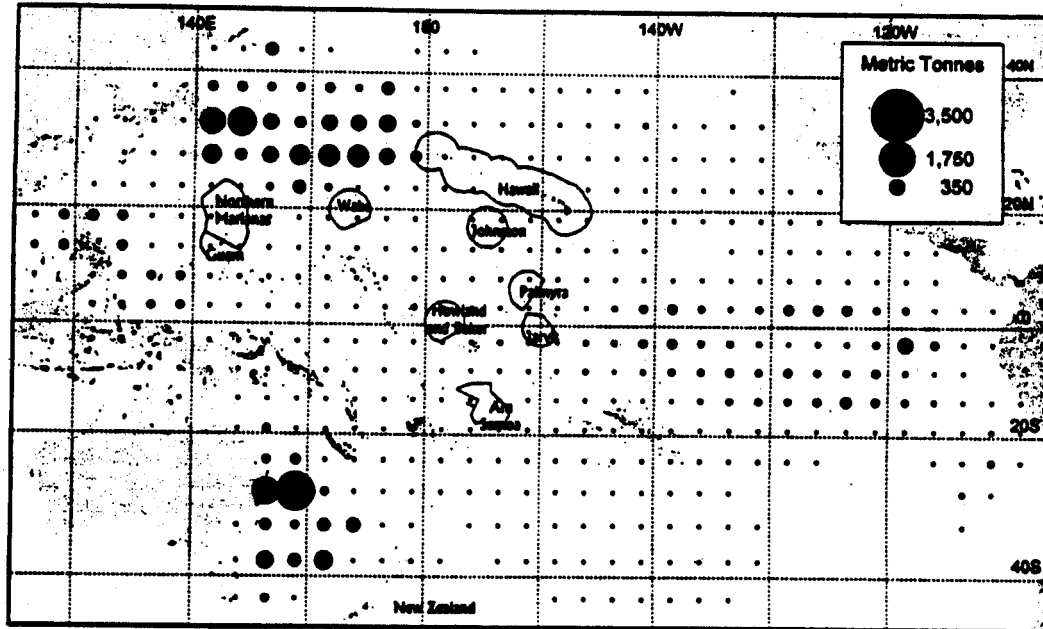 140E
180
140W
120W
Metric Tonnes
3,500
1,750
350
40N
Hawaii
20N
Northern
Marianas
Wake
Johnston
Guam
Palmyra
Howland
and Baker
Jarvis
Am
Samoa
20S
40S
New Zealand